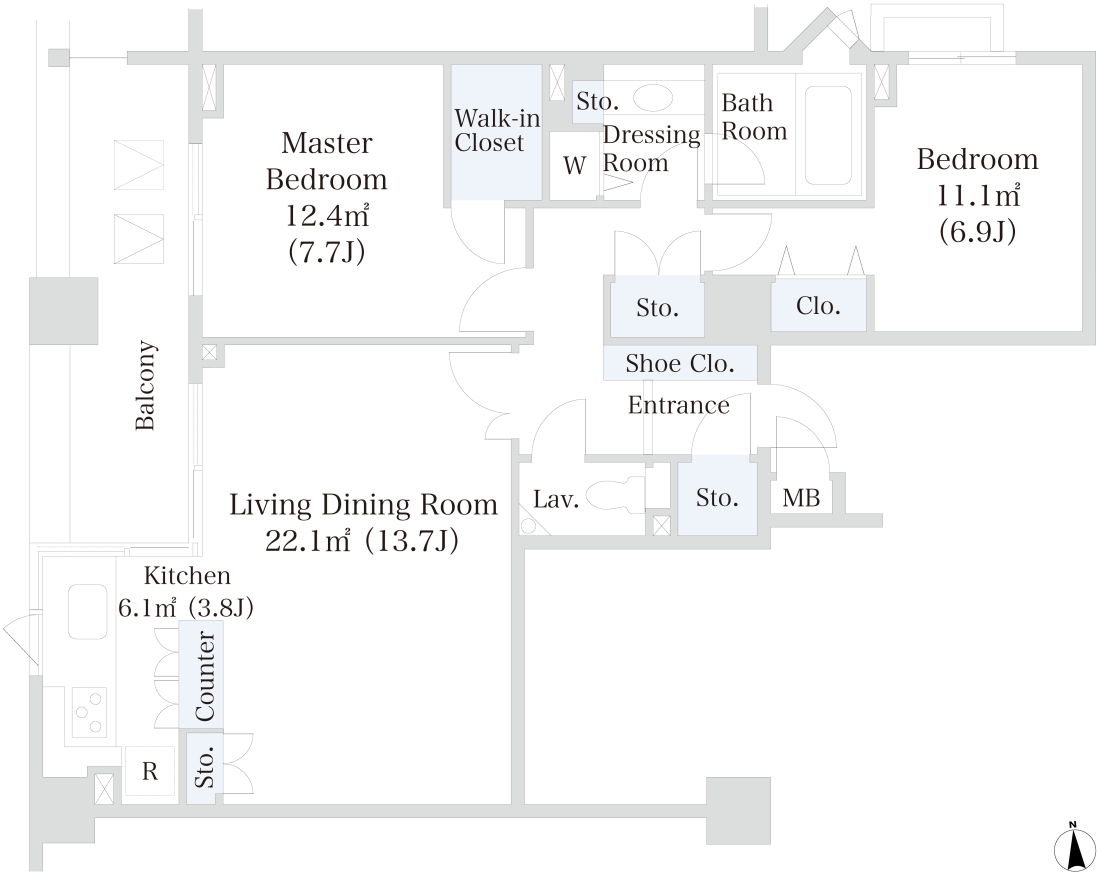 Master
Bedroom
12.4㎡
(7.7J)
Walk-in
Closet
Sto.
Dressing
Room
W
Bath
Room
Bedroom
11.1㎡
(6.9J)
Sto.
Clo.
Shoe Clo.
Entrance
Balcony
Living Dining Room
22.1㎡ (13.7J)
Lav.
Sto.
MB
Kitchen
6.1㎡ (3.8J)
Counter
Sto.
R
N